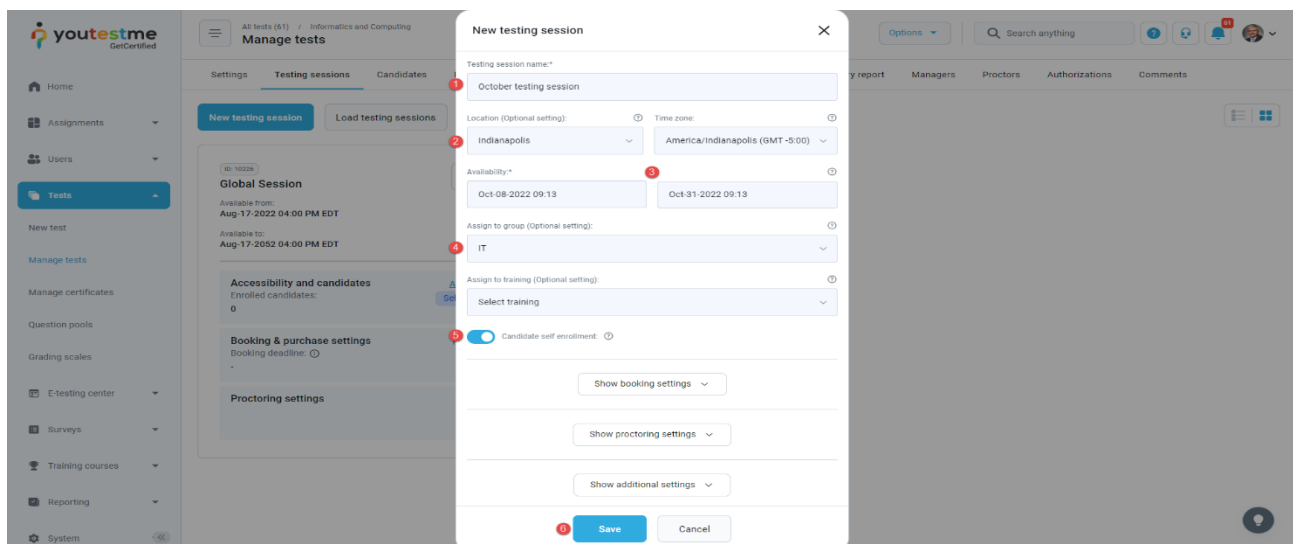 youtestme
GetCertified
Home
Assignments
Users
Tests
New test
Manage tests
Manage certificates
Question pools
Grading scales
E-testing center
Surveys
Training courses
Reporting
System
All tests (61) / Informatics and Computing
Manage tests
Options
Search anything
Settings Testing sessions Candidates
report Managers Proctors Authorizations Comments
New testing session Load testing sessions
ID: 10226
Global Session
Available from:
Aug-17-2022 04:00 PM EDT
Available to:
Aug-17-2052 04:00 PM EDT
Accessibility and candidates
Enrolled candidates:
0
Booking & purchase settings
Booking deadline:
-
Proctoring settings
New testing session
Testing session name:*
1 October testing session
Location (Optional setting): Time zone:
2 Indianapolis America/Indianapolis (GMT -5:00)
Availability:* 3
Oct-08-2022 09:13 Oct-31-2022 09:13
Assign to group (Optional setting):
4 IT
Assign to training (Optional setting):
Select training
5 Candidate self enrollment:
Show booking settings
Show proctoring settings
Show additional settings
6 Save Cancel